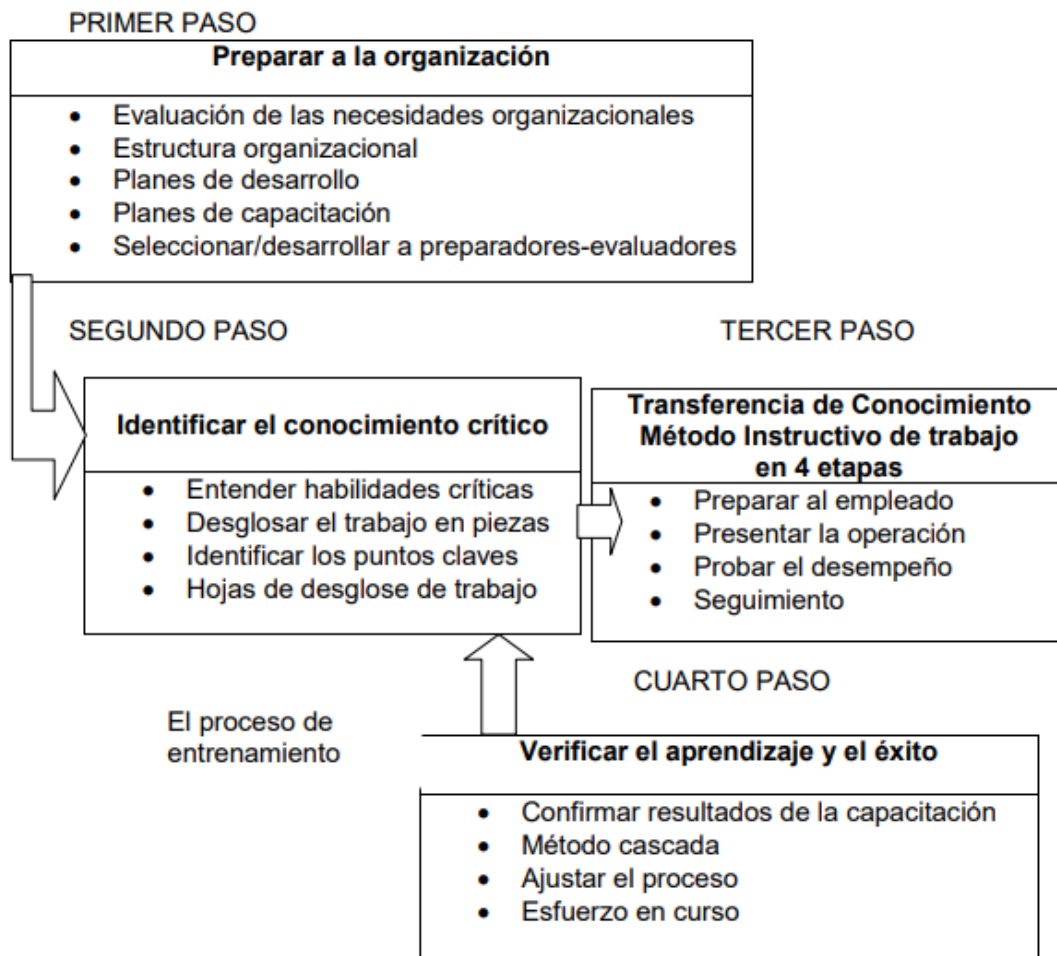 PRIMER PASO
Preparar a la organización
• Evaluación de las necesidades organizacionales
• Estructura organizacional
• Planes de desarrollo
• Planes de capacitación
• Seleccionar/desarrollar a preparadores-evaluadores
SEGUNDO PASO
Identificar el conocimiento crítico
• Entender habilidades críticas
• Desglosar el trabajo en piezas
• Identificar los puntos claves
• Hojas de desglose de trabajo
TERCER PASO
Transferencia de Conocimiento
Método Instructivo de trabajo
en 4 etapas
• Preparar al empleado
• Presentar la operación
• Probar el desempeño
• Seguimiento
CUARTO PASO
El proceso de
entrenamiento
Verificar el aprendizaje y el éxito
• Confirmar resultados de la capacitación
• Método cascada
• Ajustar el proceso
• Esfuerzo en curso